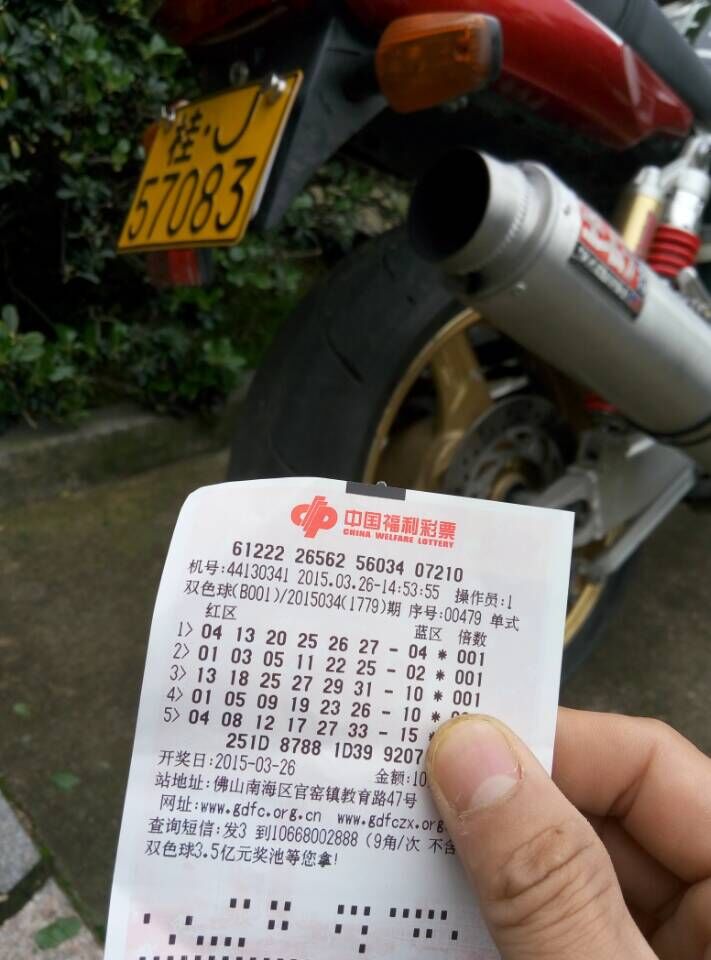 桂·J
57083
中国福利彩票
CHINA WELFARE LOTTERY
61222 26562 56034 07210
机号:44130341 2015.03.26-14:53:55 操作员:1
双色球(B001)/2015034(1779)期 序号:00479 单式
红区 蓝区 倍数
1> 04 13 20 25 26 27 - 04 * 001
2> 01 03 05 11 22 25 - 02 * 001
3> 13 18 25 27 29 31 - 10 * 001
4> 01 05 09 19 23 26 - 10 *
5> 04 08 12 17 27 33 - 15 *
251D 8788 1D39 9207
开奖日:2015-03-26 金额:10
站地址:佛山南海区官窑镇教育路47号
网址:www.gdfc.org.cn www.gdfczx.org
查询短信:发3 到10668002888 (9角/次 不含
双色球3.5亿元奖池等您拿!